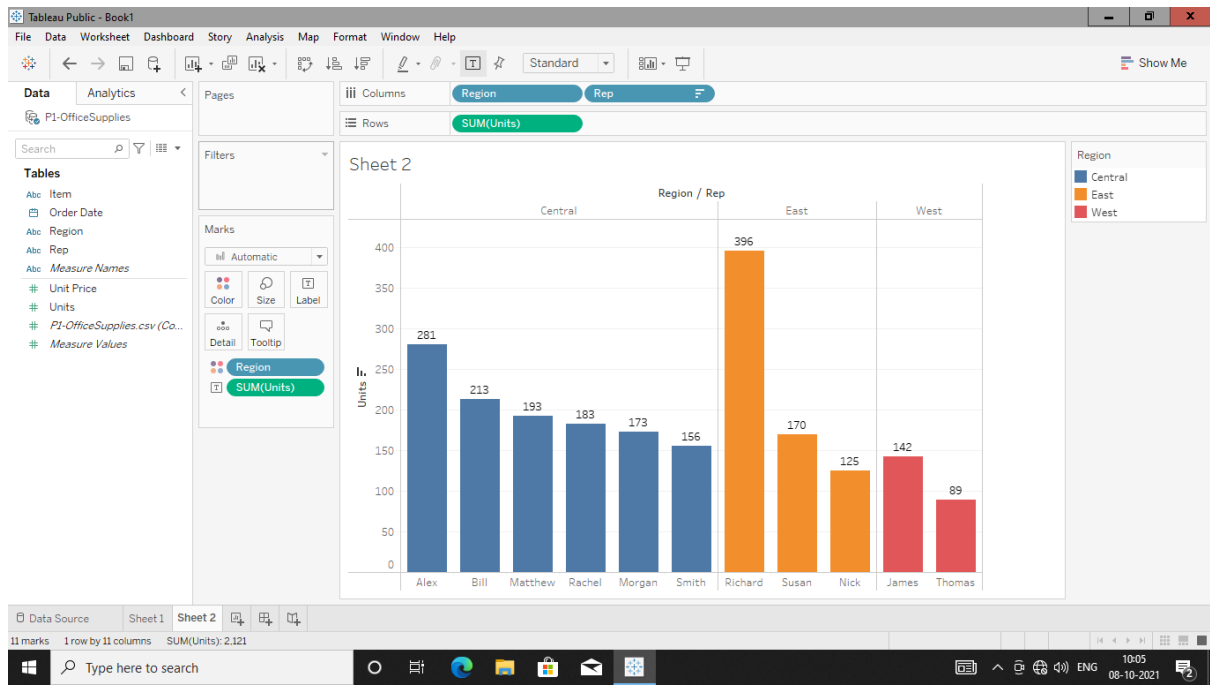 Tableau Public - Book1
File Data Worksheet Dashboard Story Analysis Map Format Window Help
Standard
Show Me
Data Analytics
P1-OfficeSupplies
Search
Tables
Abc Item
Order Date
Abc Region
Abc Rep
Abc Measure Names
# Unit Price
# Units
# P1-OfficeSupplies.csv (Co...
# Measure Values
Pages
Filters
Marks
Automatic
Color Size Label
Detail Tooltip
Region
SUM(Units)
Columns Region Rep
Rows SUM(Units)
Sheet 2
Region / Rep
Central East West
Units
400
350
300
250
200
150
100
50
0
281 213 193 183 173 156 396 170 125 142 89
Alex Bill Matthew Rachel Morgan Smith Richard Susan Nick James Thomas
Region
Central
East
West
Data Source Sheet 1 Sheet 2
11 marks 1 row by 11 columns SUM(Units): 2,121
Type here to search
ENG
10:05
08-10-2021
2